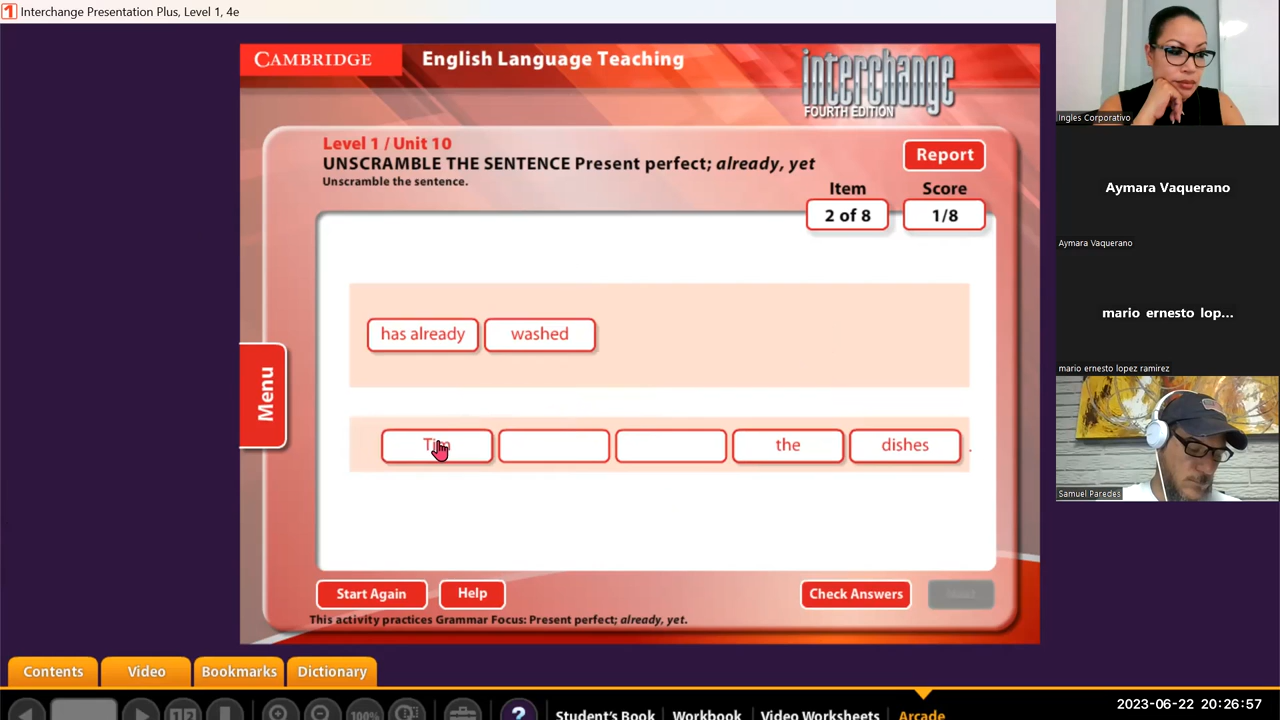 Interchange Presentation Plus, Level 1, 4e
CAMBRIDGE
English Language Teaching
interchange
FOURTH EDITION
Level 1 / Unit 10
UNSCRAMBLE THE SENTENCE Present perfect; already, yet
Unscramble the sentence.
Report
Item
Score
2 of 8
1/8
has already
washed
Menu
the
dishes
.
Start Again
Help
Check Answers
This activity practices Grammar Focus: Present perfect; already, yet.
Contents
Video
Bookmarks
Dictionary
100%
?
Student's Book
Workbook
Video Worksheets
Arcade
Ingles Corporativo
Aymara Vaquerano
Aymara Vaquerano
mario ernesto lop...
mario ernesto lopez ramirez
Samuel Paredes
2023-06-22 20:26:57